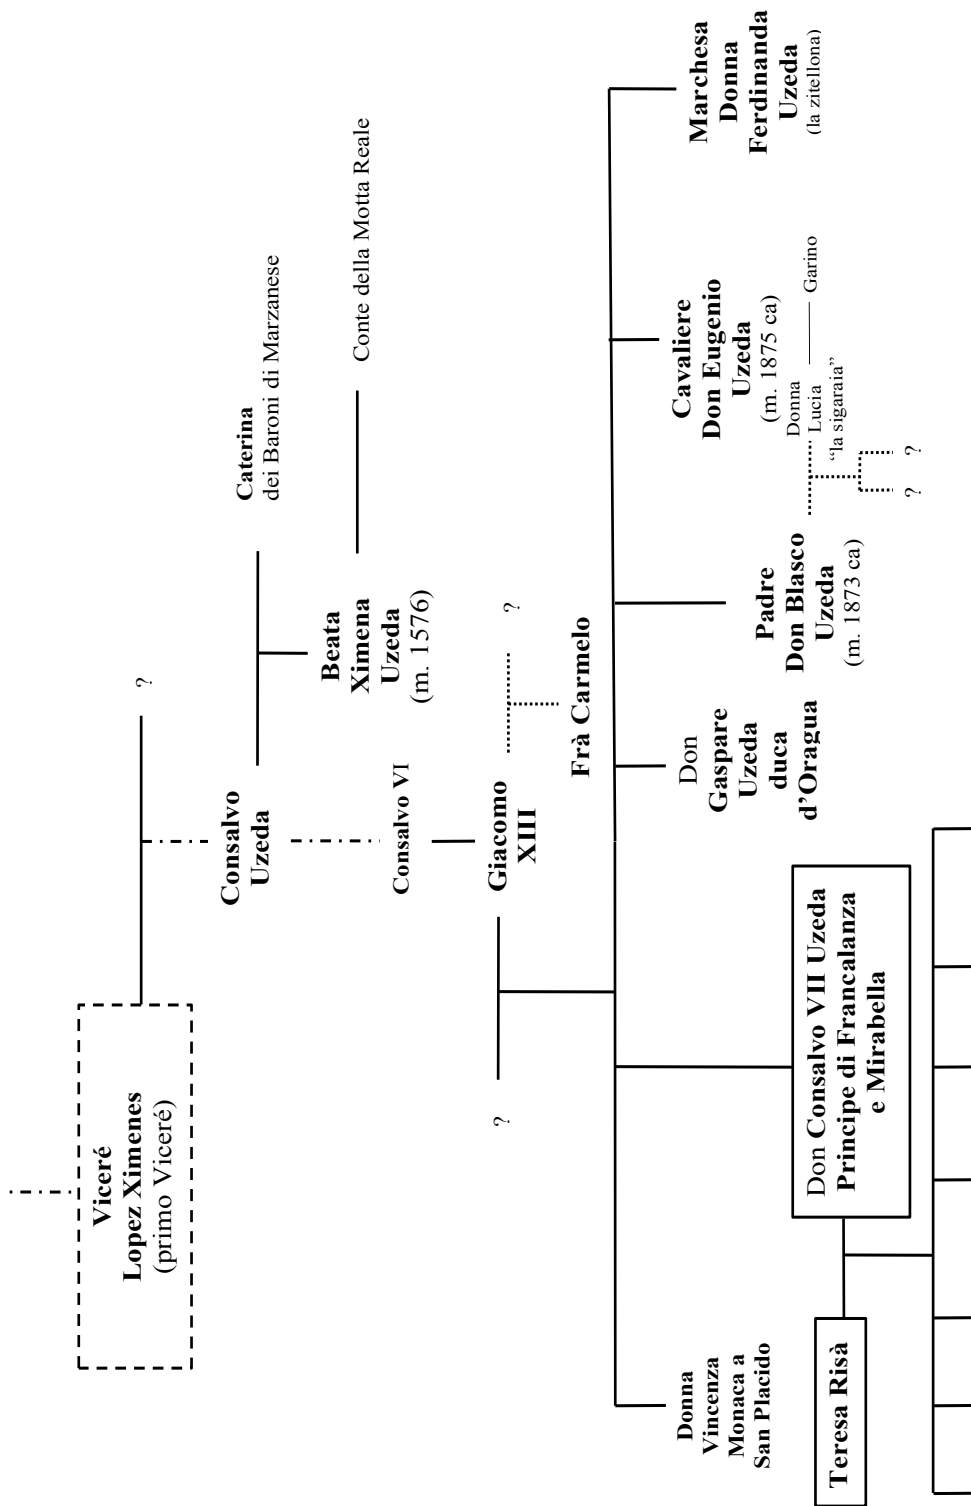 Viceré
Lopez Ximenes
(primo Viceré)
?
Consalvo
Uzeda
Caterina
dei Baroni di Marzanese
Beata
Ximena
Uzeda
(m. 1576)
Conte della Motta Reale
Consalvo VI
?
Giacomo
XIII
?
Frà Carmelo
Donna
Vincenza
Monaca a
San Placido
Teresa Risà
Don Consalvo VII Uzeda
Principe di Francalanza
e Mirabella
Don
Gaspare
Uzeda
duca
d'Oragua
Padre
Don Blasco
Uzeda
(m. 1873 ca)
Cavaliere
Don Eugenio
Uzeda
(m. 1875 ca)
Donna
Lucia
“la sigaraia”
Garino
?
?
Marchesa
Donna
Ferdinanda
Uzeda
(la zitellona)